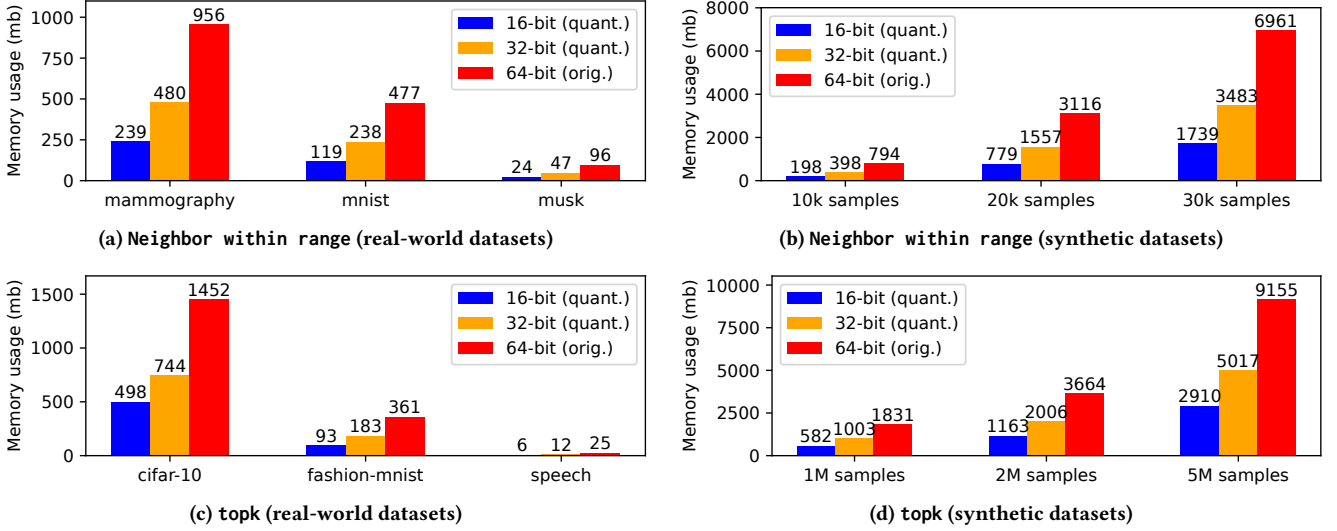 Memory usage (mb)
1000
750
500
250
0
239
480
956
119
238
477
24
47
96
16-bit (quant.)
32-bit (quant.)
64-bit (orig.)
mammography
mnist
musk
(a) Neighbor within range (real-world datasets)
Memory usage (mb)
8000
6000
4000
2000
0
198
398
794
779
1557
3116
1739
3483
6961
16-bit (quant.)
32-bit (quant.)
64-bit (orig.)
10k samples
20k samples
30k samples
(b) Neighbor within range (synthetic datasets)
Memory usage (mb)
1500
1000
500
0
498
744
1452
93
183
361
6
12
25
16-bit (quant.)
32-bit (quant.)
64-bit (orig.)
cifar-10
fashion-mnist
speech
(c) topk (real-world datasets)
Memory usage (mb)
10000
7500
5000
2500
0
582
1003
1831
1163
2006
3664
2910
5017
9155
16-bit (quant.)
32-bit (quant.)
64-bit (orig.)
1M samples
2M samples
5M samples
(d) topk (synthetic datasets)